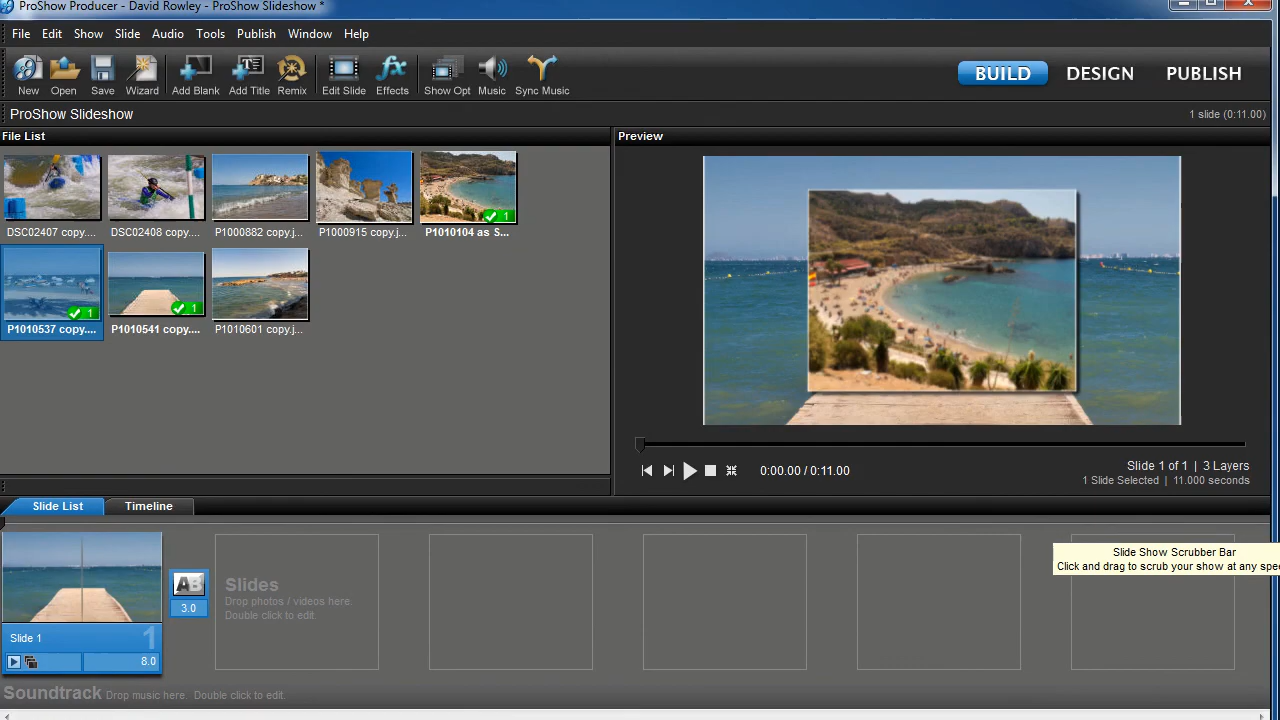 ProShow Producer - David Rowley - ProShow Slideshow *
File Edit Show Slide Audio Tools Publish Window Help
New Open Save Wizard Add Blank Add Title Remix Edit Slide Effects Show Opt Music Sync Music
BUILD DESIGN PUBLISH
ProShow Slideshow
1 slide (0:11.00)
File List
Preview
DSC02407 copy.... DSC02408 copy.... P1000882 copy.j... P1000915 copy.j... P1010104 as S...
1
1
1
P1010537 copy.... P1010541 copy.... P1010601 copy.j...
0:00.00 / 0:11.00
Slide 1 of 1 | 3 Layers
1 Slide Selected | 11.000 seconds
Slide List Timeline
Slide Show Scrubber Bar
Click and drag to scrub your show at any spee
AB
3.0
Slides
Drop photos / videos here.
Double click to edit.
Slide 1
1
8.0
Soundtrack Drop music here. Double click to edit.